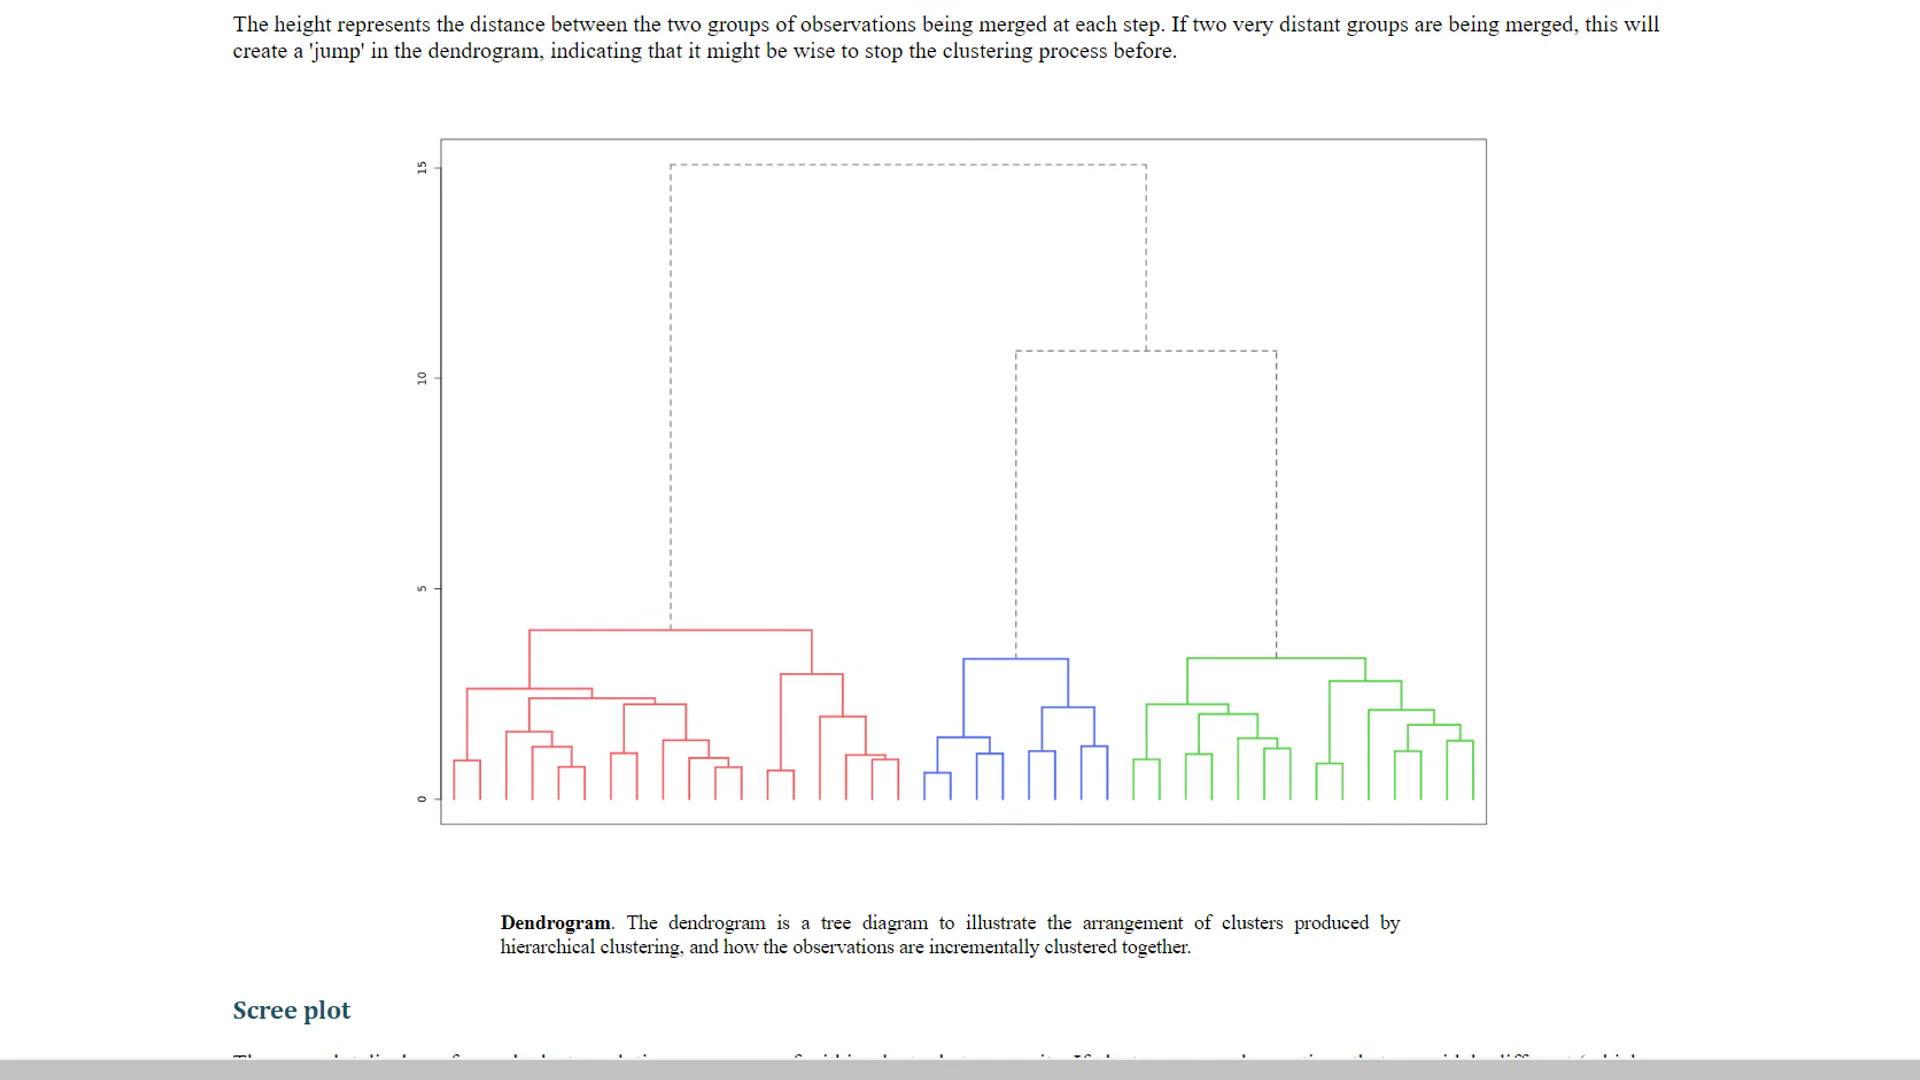 The height represents the distance between the two groups of observations being merged at each step. If two very distant groups are being merged, this will
create a 'jump' in the dendrogram, indicating that it might be wise to stop the clustering process before.
15
10
5
0
Dendrogram. The dendrogram is a tree diagram to illustrate the arrangement of clusters produced by
hierarchical clustering, and how the observations are incrementally clustered together.
Scree plot